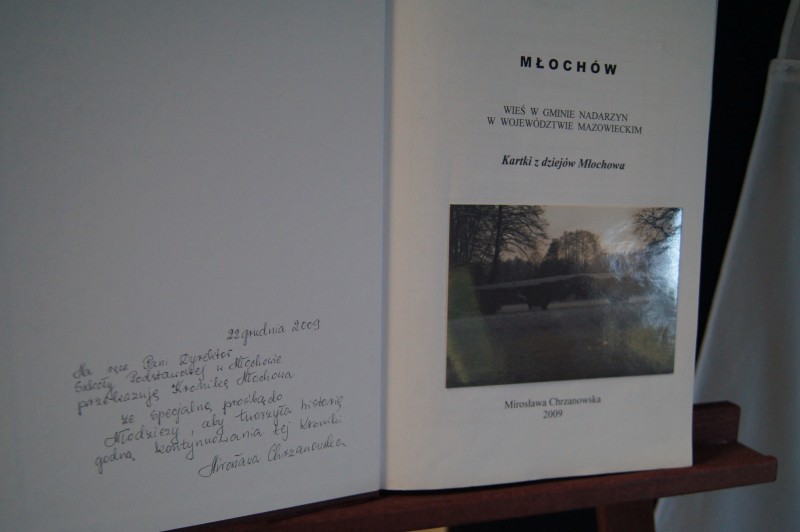 22 grudnia 2009
Na ręce Pani Dyrektor
Szkoły Podstawowej w Młochowie
przekazuję Kronikę Młochowa
ze specjalną prośbą do
Młodzieży, aby tworzyła historię
godną kontynuowania tej Kroniki
Mirosława Chrzanowska
MŁOCHÓW
WIEŚ W GMINIE NADARZYN
W WOJEWÓDZTWIE MAZOWIECKIM
Kartki z dziejów Młochowa
Mirosława Chrzanowska
2009